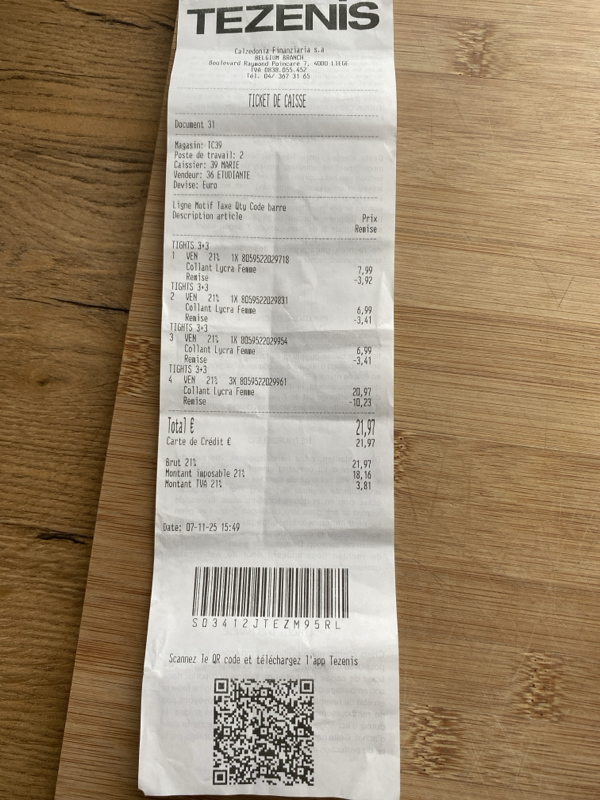 TEZENIS
Calzedonia Finanziaria s.a
BELGIUM BRANCH
Boulevard Raymond Poincare 7, 4000 LIEGE
TVA 0838.055.452
Tél. 04/ 367 31 65
TICKET DE CAISSE
Document 31
Magasin: TC39
Poste de travail: 2
Caissier: 39 MARIE
Vendeur: 36 ETUDIANTE
Devise: Euro
Ligne Motif Taxe Qty Code barre
Description article Prix
Remise
TIGHTS 3+3
1 VEN 21% 1X 8059522029718
Collant Lycra Femme 7,99
Remise -3,92
TIGHTS 3+3
2 VEN 21% 1X 8059522029831
Collant Lycra Femme 6,99
Remise -3,41
TIGHTS 3+3
3 VEN 21% 1X 8059522029954
Collant Lycra Femme 6,99
Remise -3,41
TIGHTS 3+3
4 VEN 21% 3X 8059522029961
Collant Lycra Femme 20,97
Remise -10,23
Total € 21,97
Carte de Crédit € 21,97
Brut 21% 21,97
Montant imposable 21% 18,16
Montant TVA 21% 3,81
Date: 07-11-25 15:49
S03412JTEZM95RL
Scannez le QR code et téléchargez l'app Tezenis